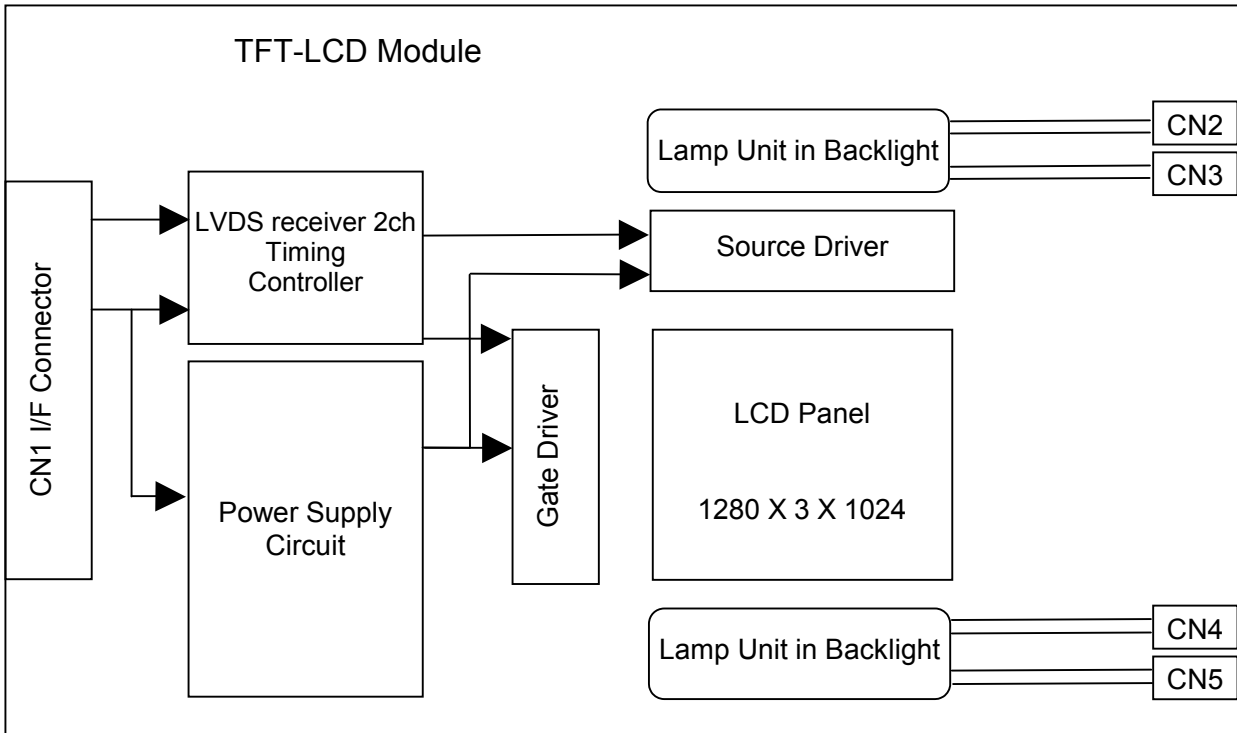 TFT-LCD Module
Lamp Unit in Backlight
CN2
CN3
CN1 I/F Connector
LVDS receiver 2ch
Timing
Controller
Source Driver
Power Supply
Circuit
Gate Driver
LCD Panel
1280 X 3 X 1024
Lamp Unit in Backlight
CN4
CN5